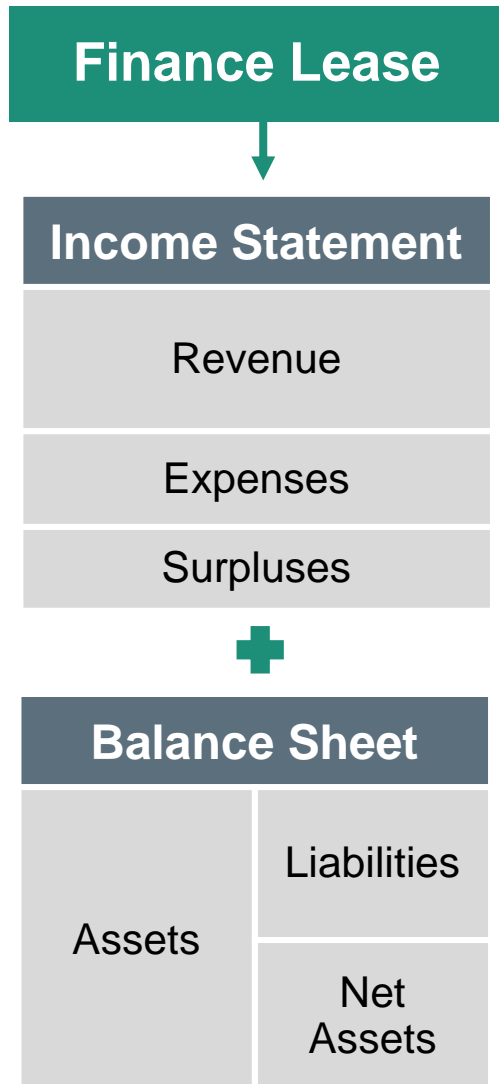 Finance Lease
Income Statement
Revenue
Expenses
Surpluses
Balance Sheet
Assets
Liabilities
Net
Assets